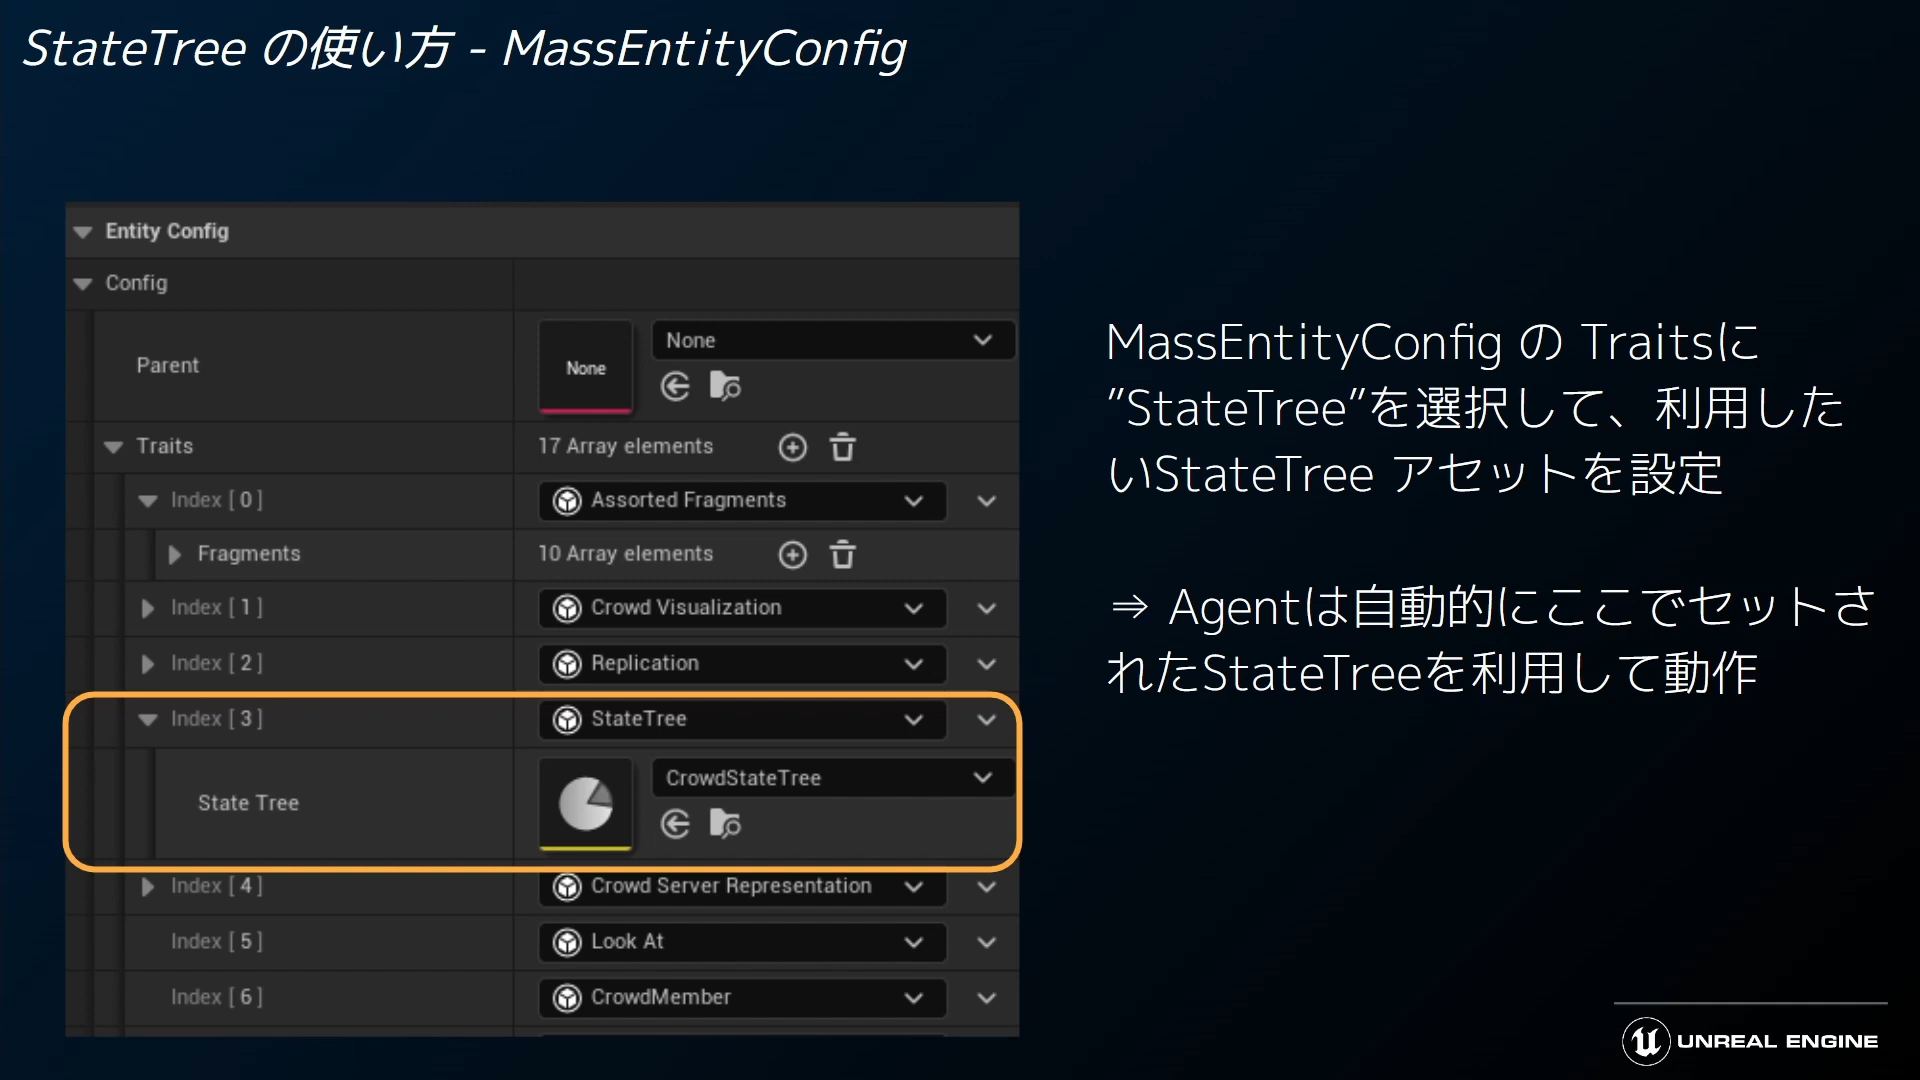 StateTree の使い方 - MassEntityConfig
Entity Config
Config
Parent
None
None
Traits
17 Array elements
Index [ 0 ]
Assorted Fragments
Fragments
10 Array elements
Index [ 1 ]
Crowd Visualization
Index [ 2 ]
Replication
Index [ 3 ]
StateTree
State Tree
CrowdStateTree
Index [ 4 ]
Crowd Server Representation
Index [ 5 ]
Look At
Index [ 6 ]
CrowdMember
MassEntityConfig の Traitsに
”StateTree”を選択して、利用した
いStateTree アセットを設定
⇒ Agentは自動的にここでセットさ
れたStateTreeを利用して動作
UNREAL ENGINE